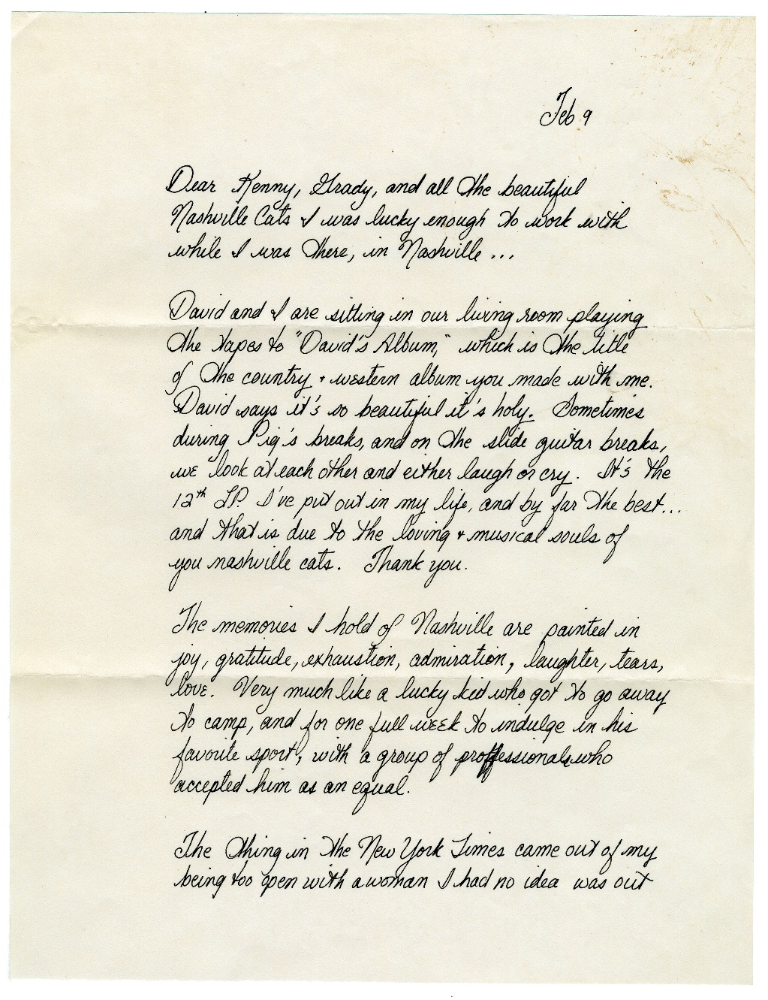 Feb 9
Dear Kenny, Grady, and all the beautiful
Nashville Cats I was lucky enough to work with
while I was there, in Nashville...
David and I are sitting in our living room playing
the tapes to "David's Album," which is the title
of the country + western album you made with me.
David says it's so beautiful it's holy. Sometimes
during Pig's breaks, and on the slide guitar breaks,
we look at each other and either laugh or cry. It's the
12th LP. I've put out in my life, and by far the best...
and that is due to the loving + musical souls of
you nashville cats. Thank you.
The memories I hold of Nashville are painted in
joy, gratitude, exhaustion, admiration, laughter, tears,
love. Very much like a lucky kid who got to go away
to camp, and for one full week to indulge in his
favorite sport, with a group of proffessionals who
accepted him as an equal.
The thing in the New York Times came out of my
being too open with a woman I had no idea was out